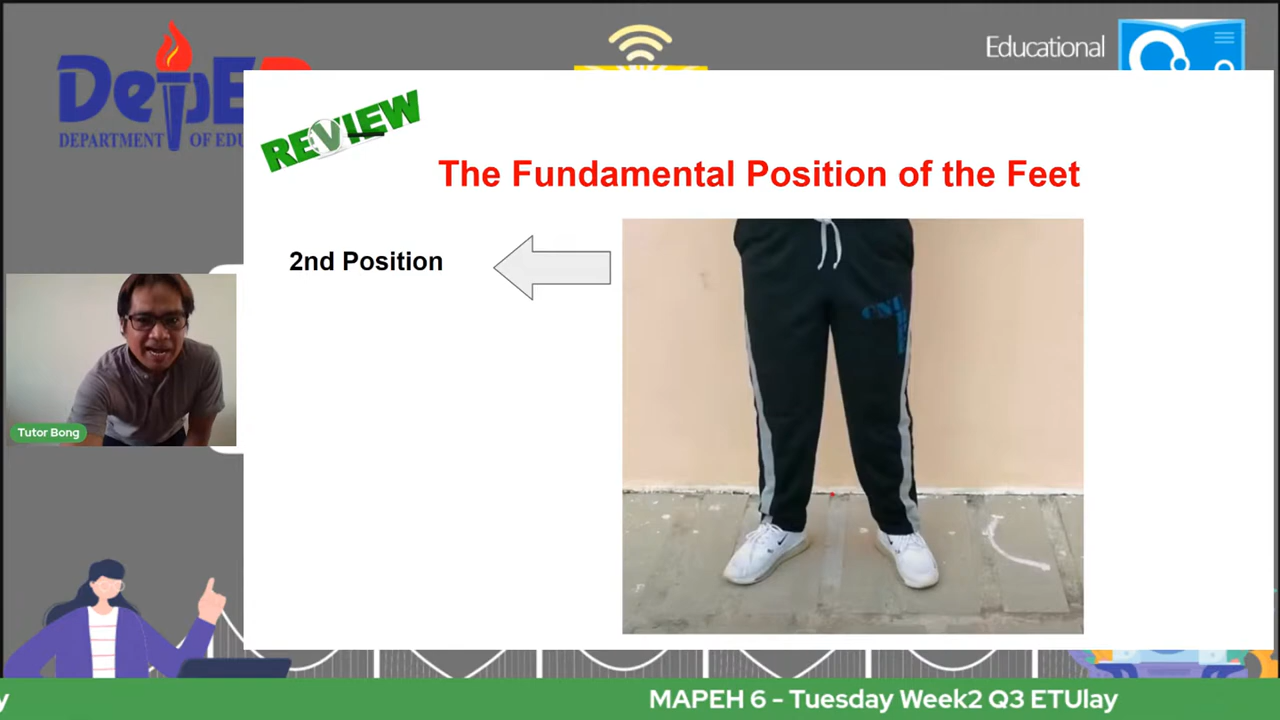 DepED
DEPARTMENT OF EDU
Educational
REVIEW
The Fundamental Position of the Feet
2nd Position
Tutor Bong
y
MAPEH 6 - Tuesday Week2 Q3 ETUlay